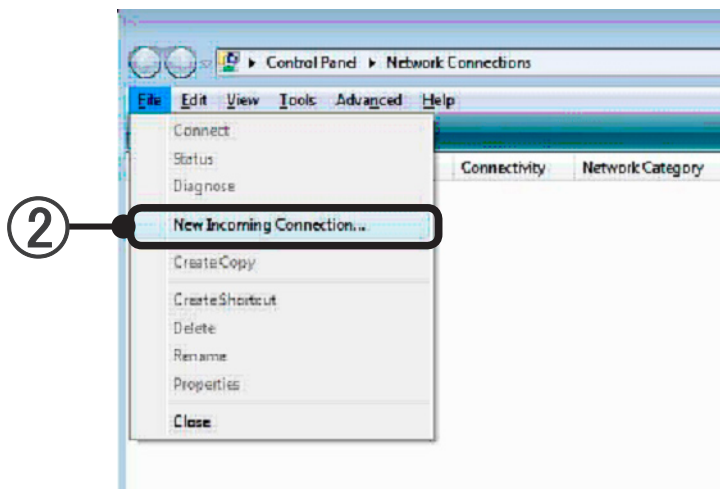 Control Panel ▸ Network Connections
File Edit View Tools Advanced Help
Connect
Status
Diagnose
Connectivity Network Category
② New Incoming Connection...
Create Copy
Create Shortcut
Delete
Rename
Properties
Close